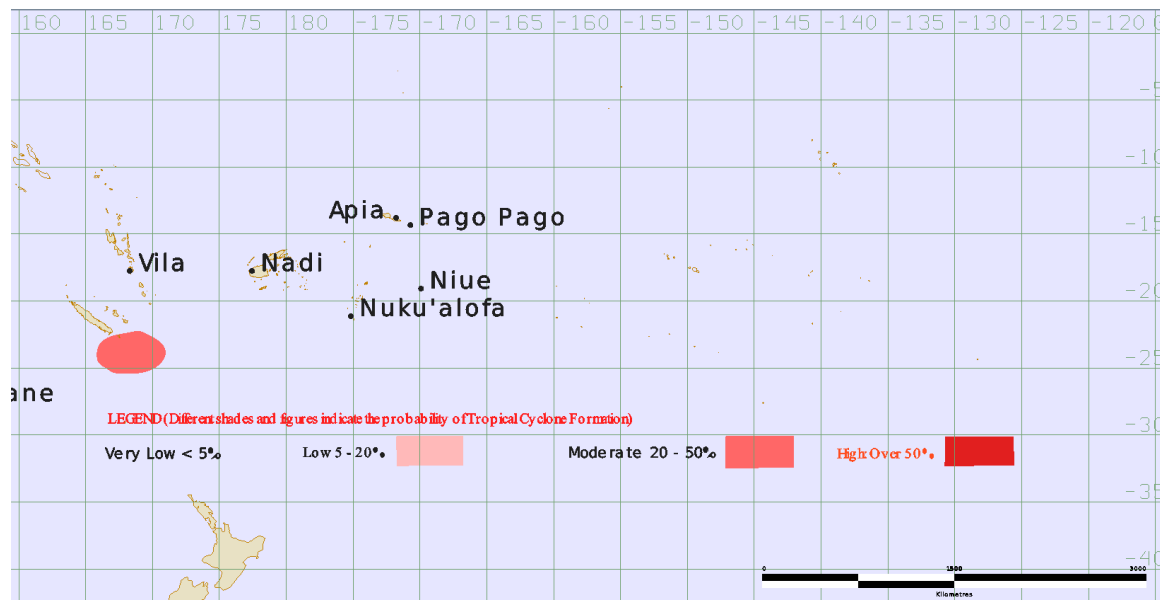 160 165 170 175 180 -175 -170 -165 -160 -155 -150 -145 -140 -135 -130 -125 -120
-5
-10
Apia
Pago Pago
-15
Vila
Nadi
Niue
-20
Nuku'alofa
-25
ane
LEGEND (Different shades and figures indicate the probability of Tropical Cyclone Formation)
-30
Very Low < 5% Low 5 - 20%. Moderate 20 - 50% High: Over 50%.
-35
-40
0 1500 3000
Kilometres